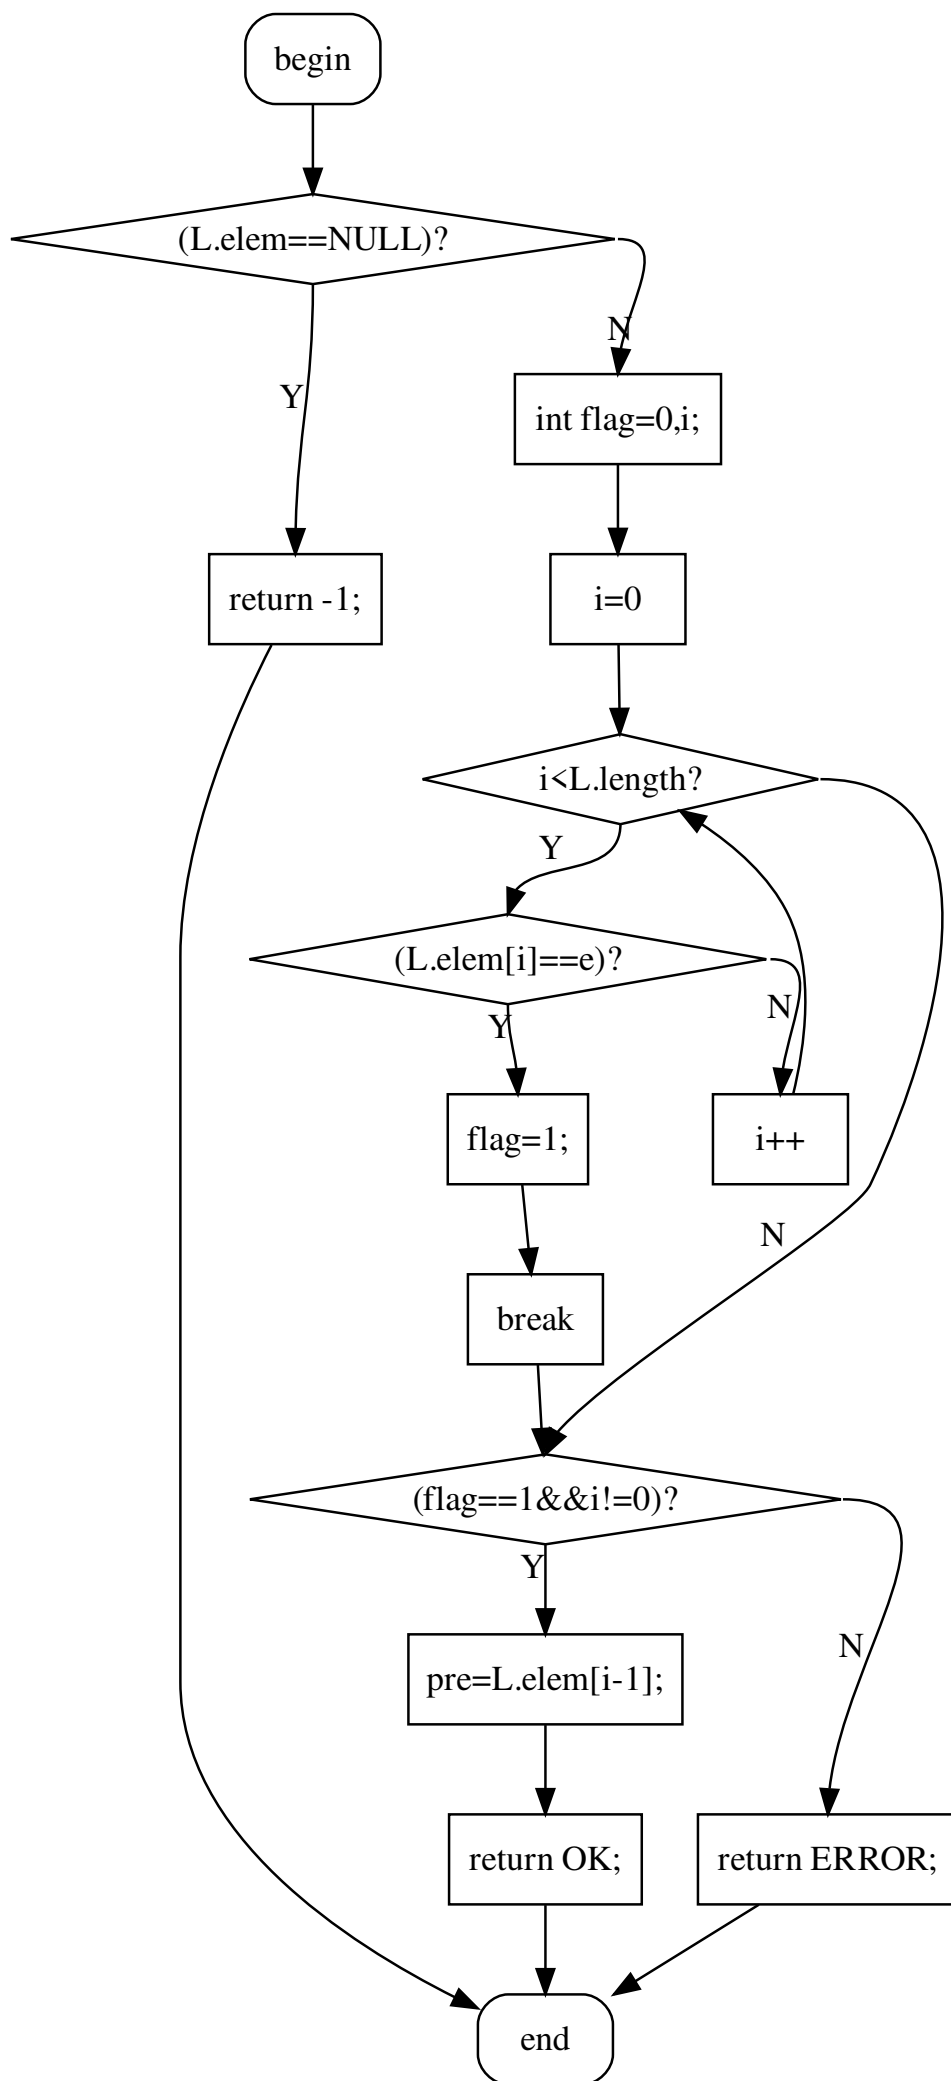 begin
(L.elem==NULL)?
N
Y
int flag=0,i;
return -1;
i=0
i<L.length?
Y
(L.elem[i]==e)?
N
Y
flag=1;
i++
N
break
(flag==1&&i!=0)?
Y
N
pre=L.elem[i-1];
return OK;
return ERROR;
end